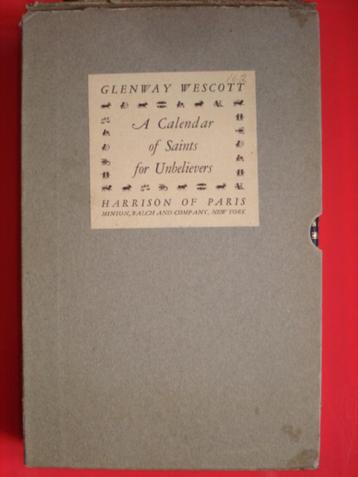 GLENWAY WESCOTT
A Calendar
of Saints
for Unbelievers
HARRISON OF PARIS
MINTON, BALCH AND COMPANY, NEW YORK